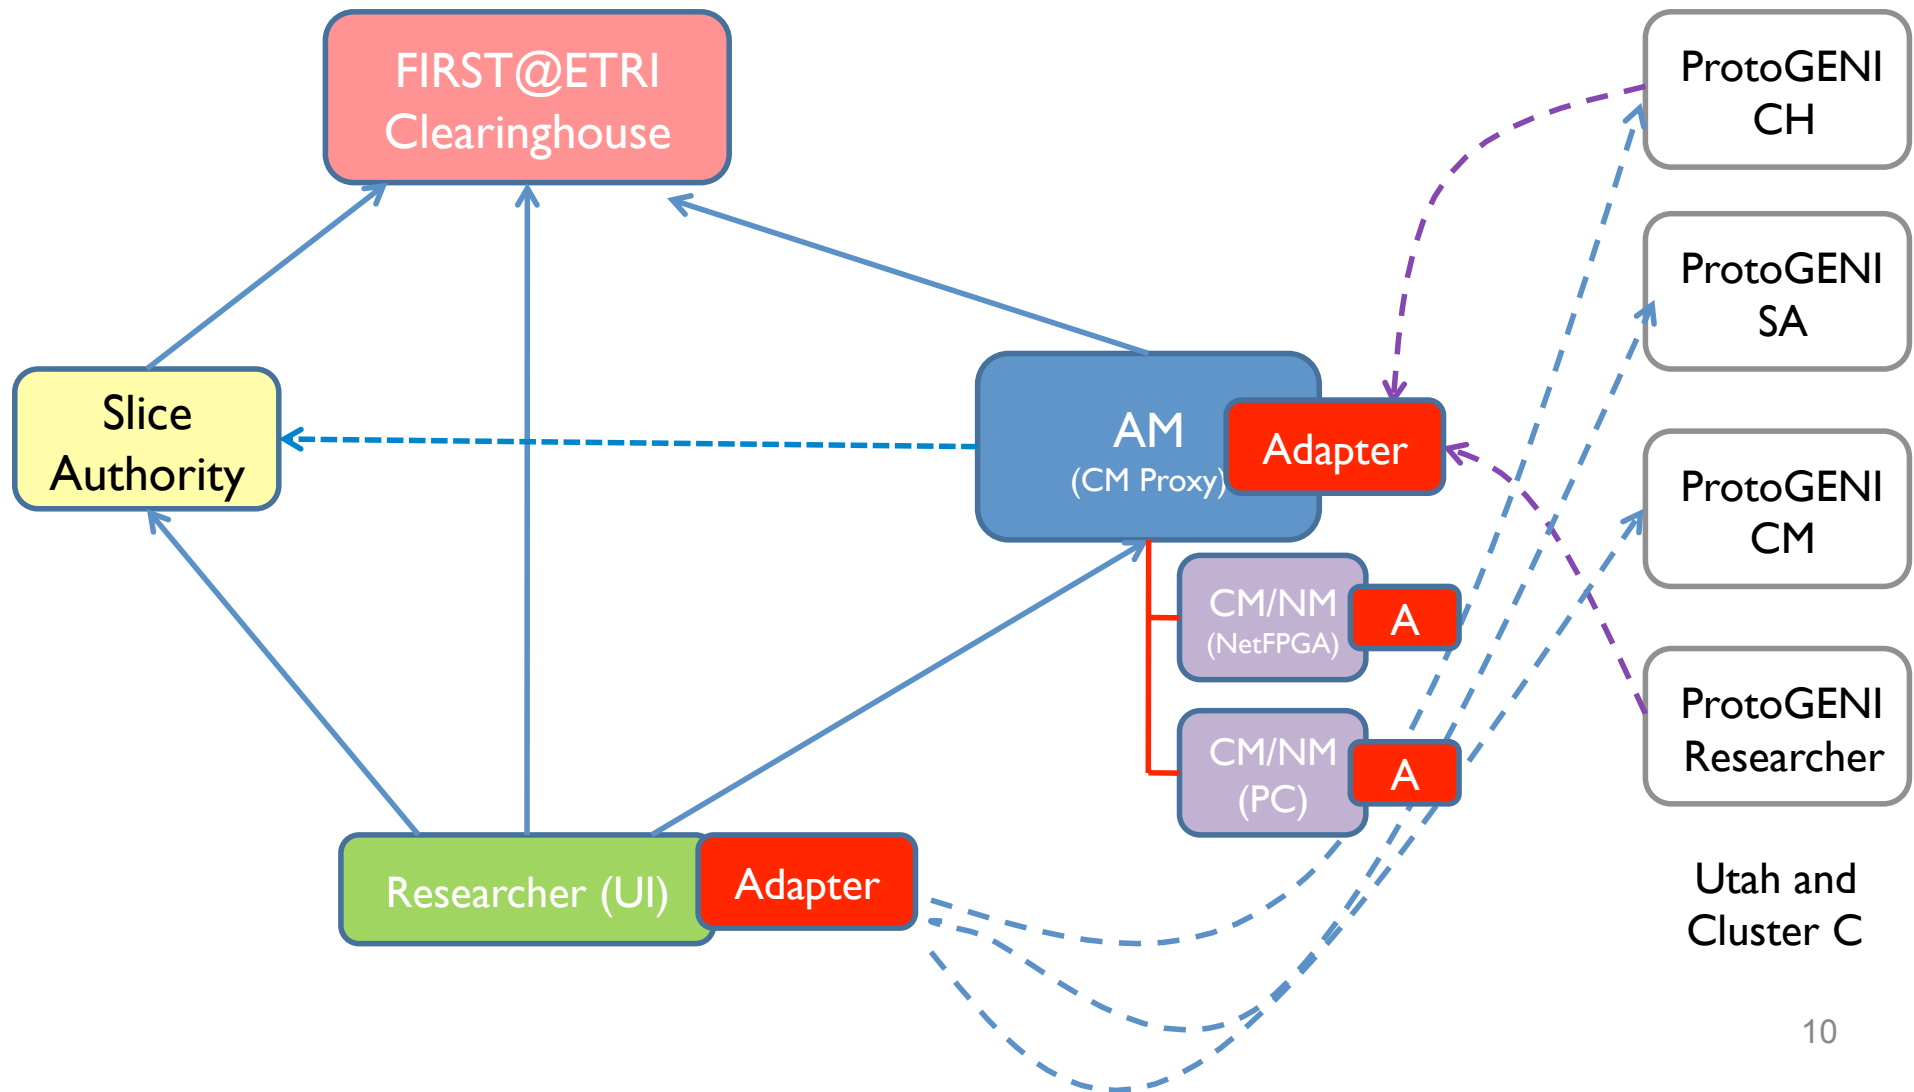 FIRST@ETRI
Clearinghouse
ProtoGENI
CH
ProtoGENI
SA
Slice
Authority
AM
(CM Proxy)
Adapter
ProtoGENI
CM
CM/NM
(NetFPGA)
A
CM/NM
(PC)
A
ProtoGENI
Researcher
Researcher (UI)
Adapter
Utah and
Cluster C
10